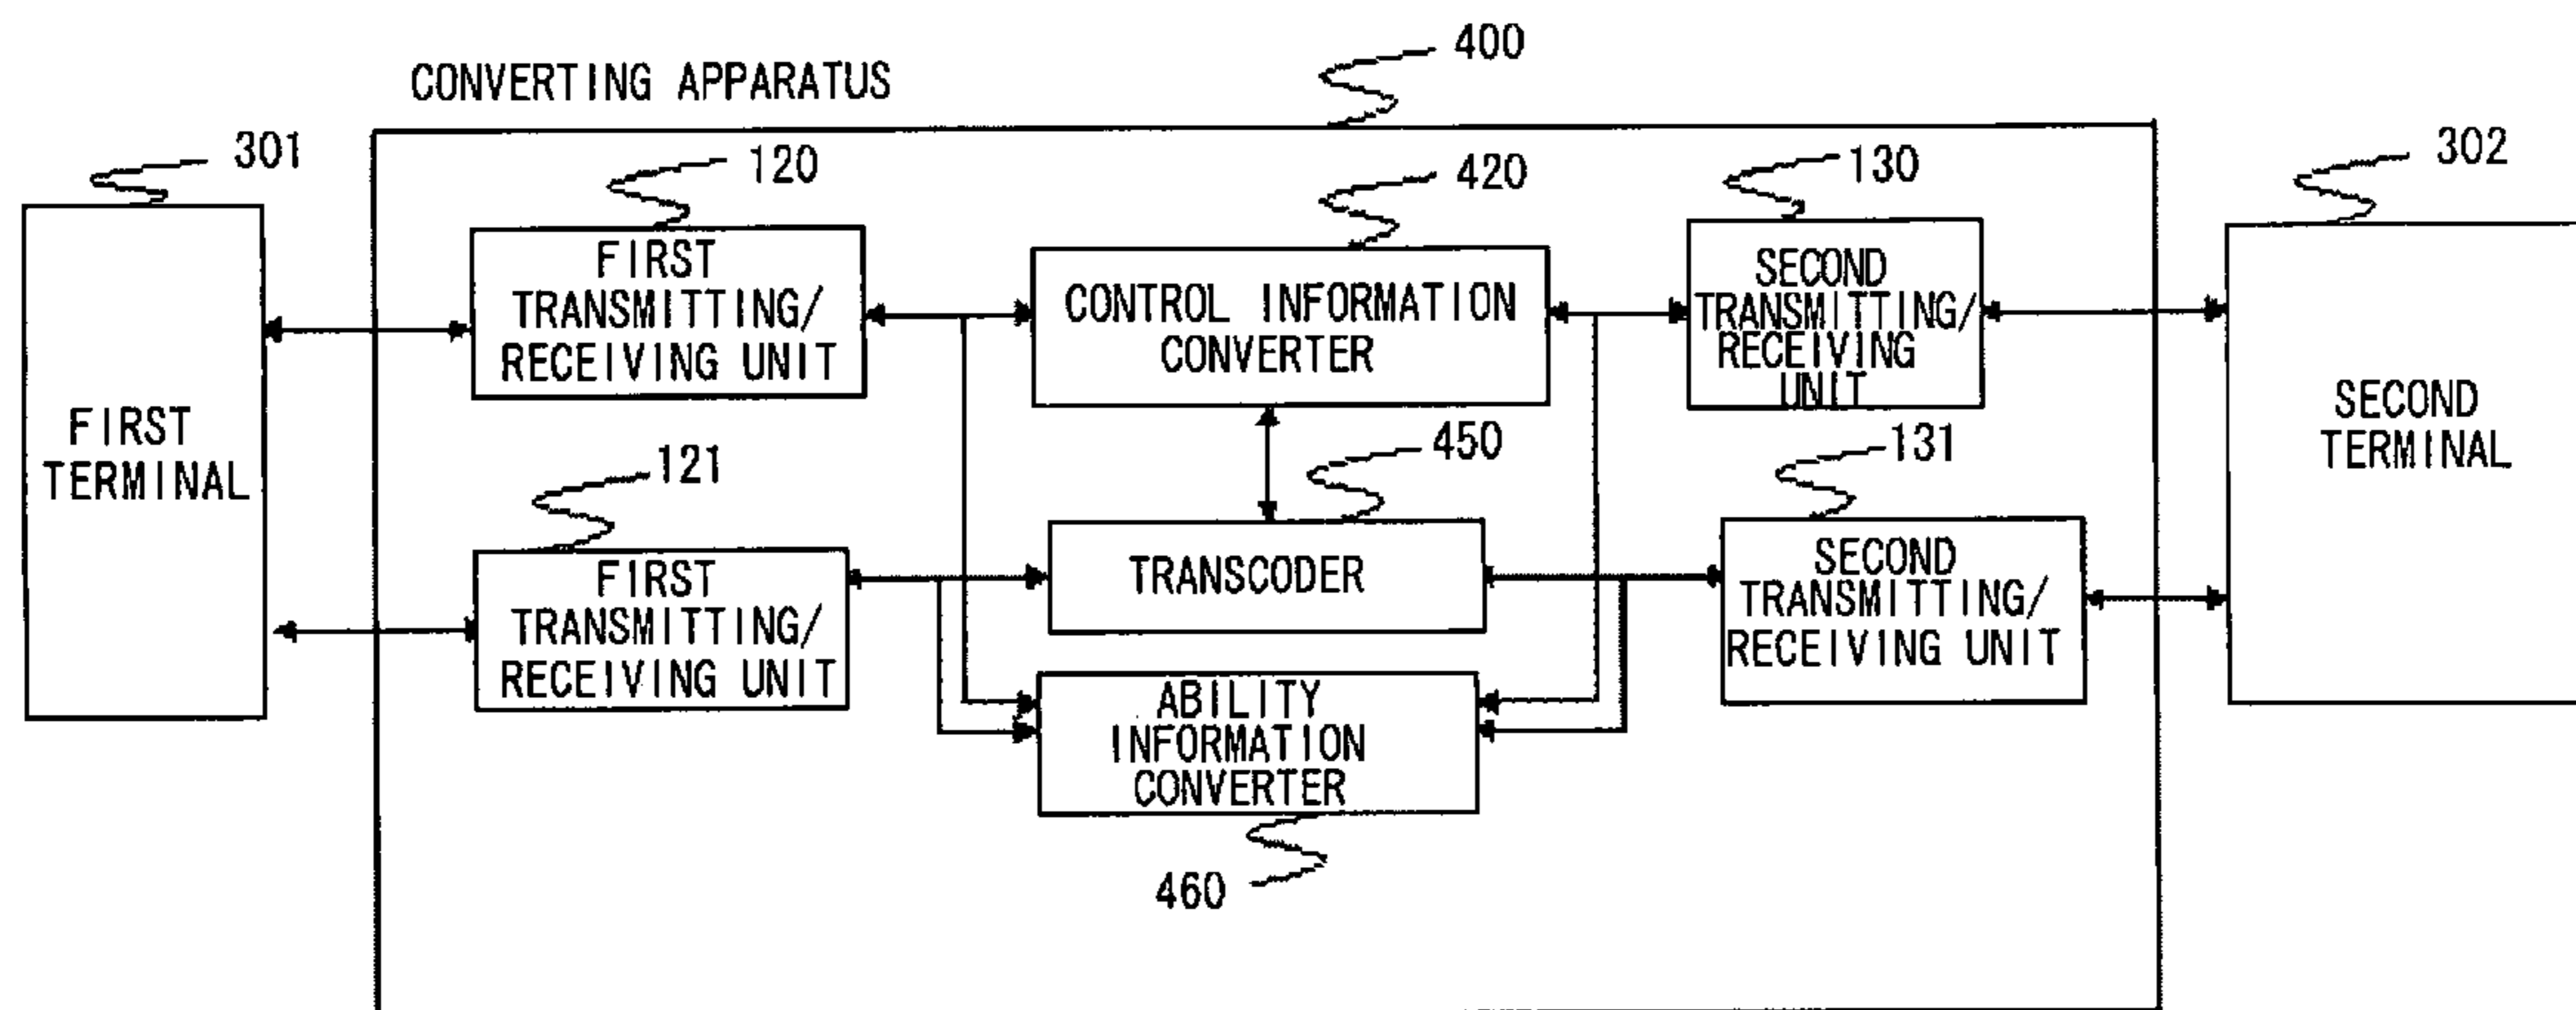 400
CONVERTING APPARATUS
301
120
420
130
302
FIRST
TRANSMITTING/
RECEIVING UNIT
CONTROL INFORMATION
CONVERTER
SECOND
TRANSMITTING/
RECEIVING
UNIT
FIRST
TERMINAL
SECOND
TERMINAL
121
450
131
FIRST
TRANSMITTING/
RECEIVING UNIT
TRANSCODER
SECOND
TRANSMITTING/
RECEIVING UNIT
ABILITY
INFORMATION
CONVERTER
460